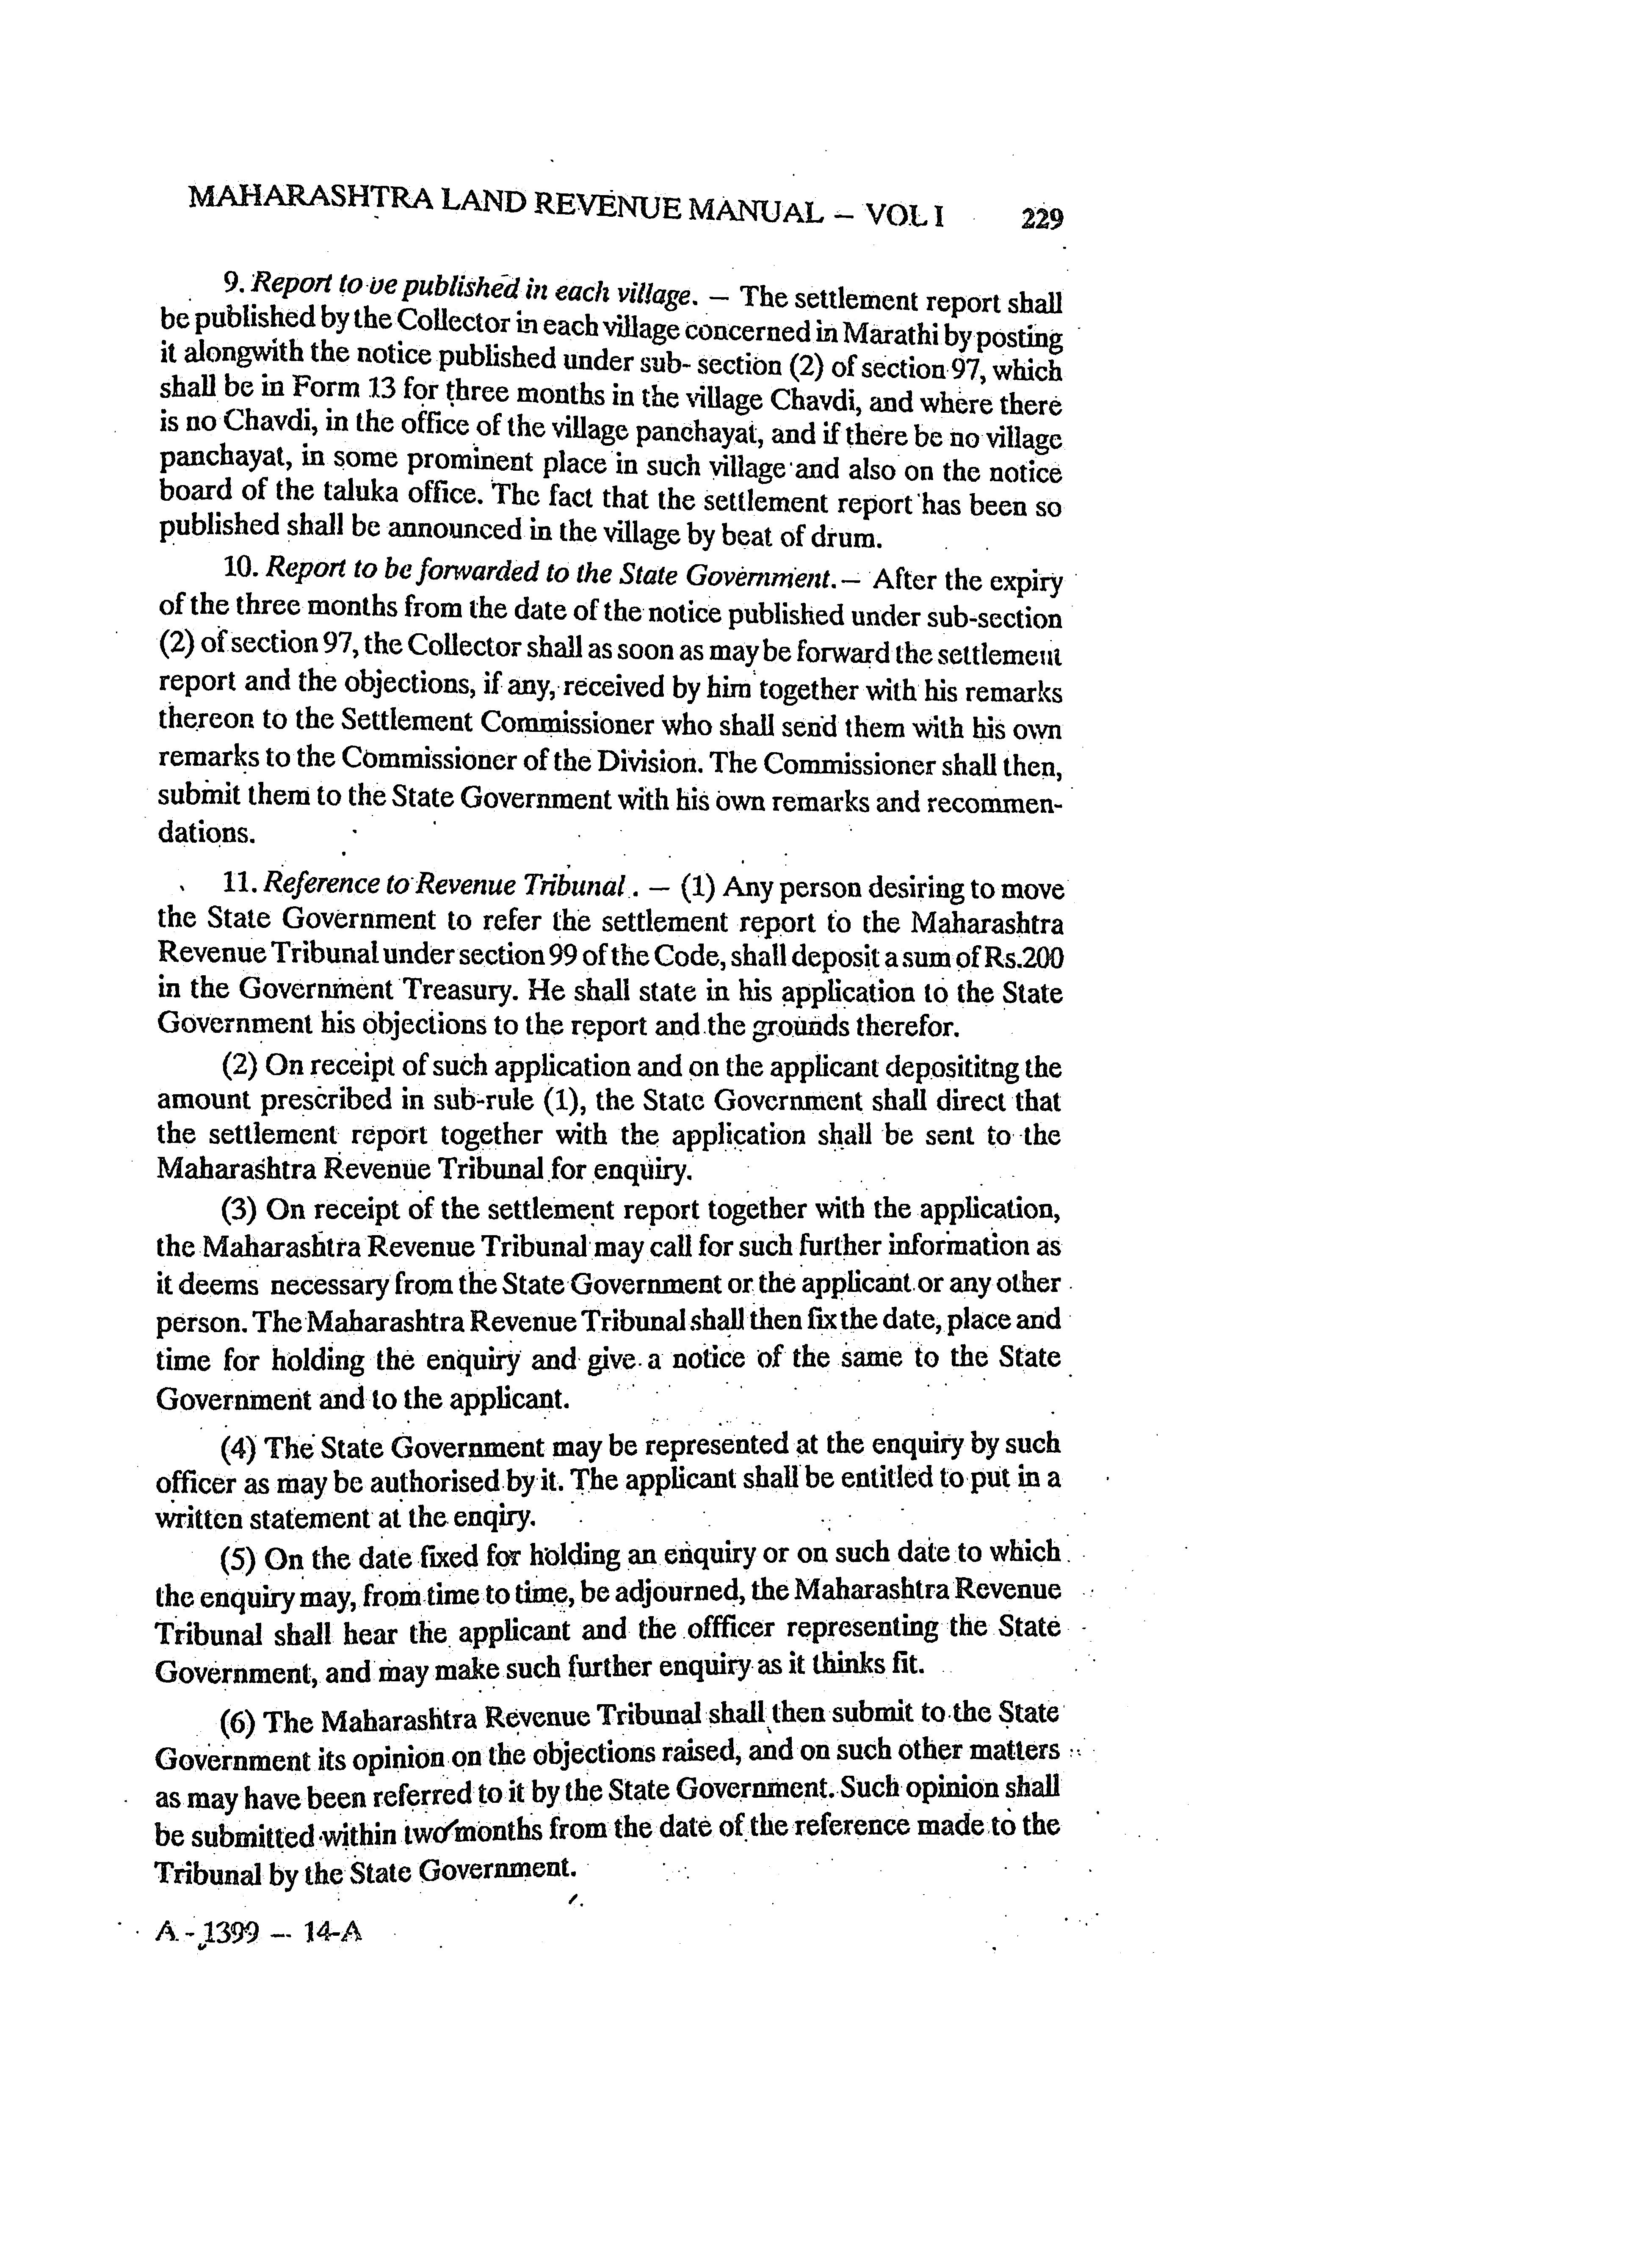 MAHARASHTRA LAND REVENUE MANUAL – VOL I 229
9. Report to be published in each village. — The settlement report shall
be published by the Collector in each village concerned in Marathi by posting
it alongwith the notice published under sub- section (2) of section 97, which
shall be in Form 13 for three months in the village Chavdi, and where there
is no Chavdi, in the office of the village panchayat, and if there be no village
panchayat, in some prominent place in such village and also on the notice
board of the taluka office. The fact that the settlement report has been so
published shall be announced in the village by beat of drum.
10. Report to be forwarded to the State Government. — After the expiry
of the three months from the date of the notice published under sub-section
(2) of section 97, the Collector shall as soon as may be forward the settlement
report and the objections, if any, received by him together with his remarks
thereon to the Settlement Commissioner who shall send them with his own
remarks to the Commissioner of the Division. The Commissioner shall then,
submit them to the State Government with his own remarks and recommen-
dations.
11. Reference to Revenue Tribunal . — (1) Any person desiring to move
the State Government to refer the settlement report to the Maharashtra
Revenue Tribunal under section 99 of the Code, shall deposit a sum of Rs.200
in the Government Treasury. He shall state in his application to the State
Government his objections to the report and the grounds therefor.
(2) On receipt of such application and on the applicant deposititng the
amount prescribed in sub-rule (1), the State Government shall direct that
the settlement report together with the application shall be sent to the
Maharashtra Revenue Tribunal for enquiry.
(3) On receipt of the settlement report together with the application,
the Maharashtra Revenue Tribunal may call for such further information as
it deems necessary from the State Government or the applicant or any other
person. The Maharashtra Revenue Tribunal shall then fix the date, place and
time for holding the enquiry and give a notice of the same to the State
Government and to the applicant.
(4) The State Government may be represented at the enquiry by such
officer as may be authorised by it. The applicant shall be entitled to put in a
written statement at the enqiry.
(5) On the date fixed for holding an enquiry or on such date to which
the enquiry may, from time to time, be adjourned, the Maharashtra Revenue
Tribunal shall hear the applicant and the offficer representing the State
Government, and may make such further enquiry as it thinks fit.
(6) The Maharashtra Revenue Tribunal shall then submit to the State
Government its opinion on the objections raised, and on such other matters
as may have been referred to it by the State Government. Such opinion shall
be submitted within two months from the date of the reference made to the
Tribunal by the State Government.
A - 1399 — 14-A